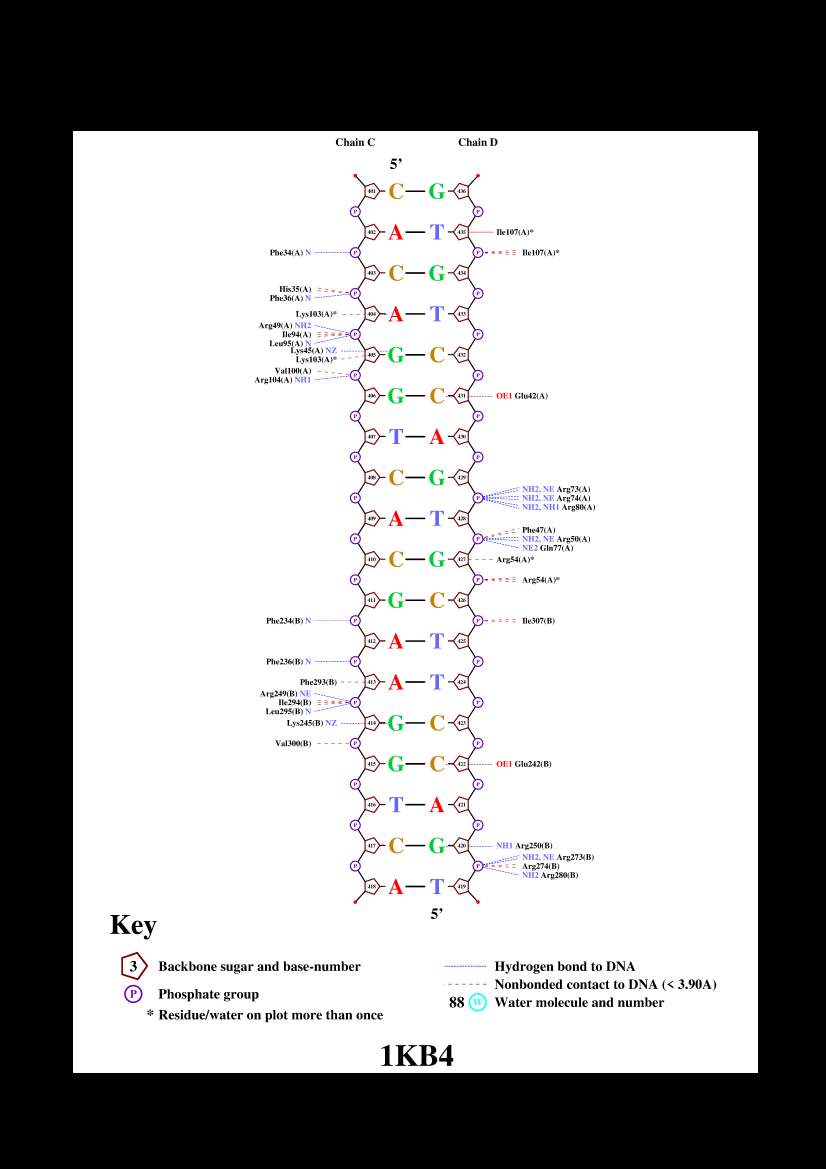 Chain C Chain D
5’
401 C G 436
P P
402 A T 435 Ile107(A)*
Phe34(A) N P P Ile107(A)*
403 C G 434
His35(A)
Phe36(A) N P P
Lys103(A)* 404 A T 433
Arg49(A) NH2
Ile94(A) P P
Leu95(A) N
Lys45(A) NZ 405 G C 432
Lys103(A)*
Val100(A) P P
Arg104(A) NH1
406 G C 431 OE1 Glu42(A)
P P
407 T A 430
P P
408 C G 429
NH2, NE Arg73(A)
P P NH2, NE Arg74(A)
NH2, NH1 Arg80(A)
409 A T 428
Phe47(A)
P P NH2, NE Arg50(A)
NE2 Gln77(A)
410 C G 427 Arg54(A)*
P P Arg54(A)*
411 G C 426
Phe234(B) N P P Ile307(B)
412 A T 425
Phe236(B) N P P
Phe293(B) 413 A T 424
Arg249(B) NE
Ile294(B) P P
Leu295(B) N
Lys245(B) NZ 414 G C 423
Val300(B) P P
415 G C 422 OE1 Glu242(B)
P P
416 T A 421
P P
417 C G 420 NH1 Arg250(B)
NH2, NE Arg273(B)
P P Arg274(B)
NH2 Arg280(B)
418 A T 419
5’
Key
3 Backbone sugar and base-number
P Phosphate group
* Residue/water on plot more than once
Hydrogen bond to DNA
Nonbonded contact to DNA (< 3.90A)
88 W Water molecule and number
1KB4